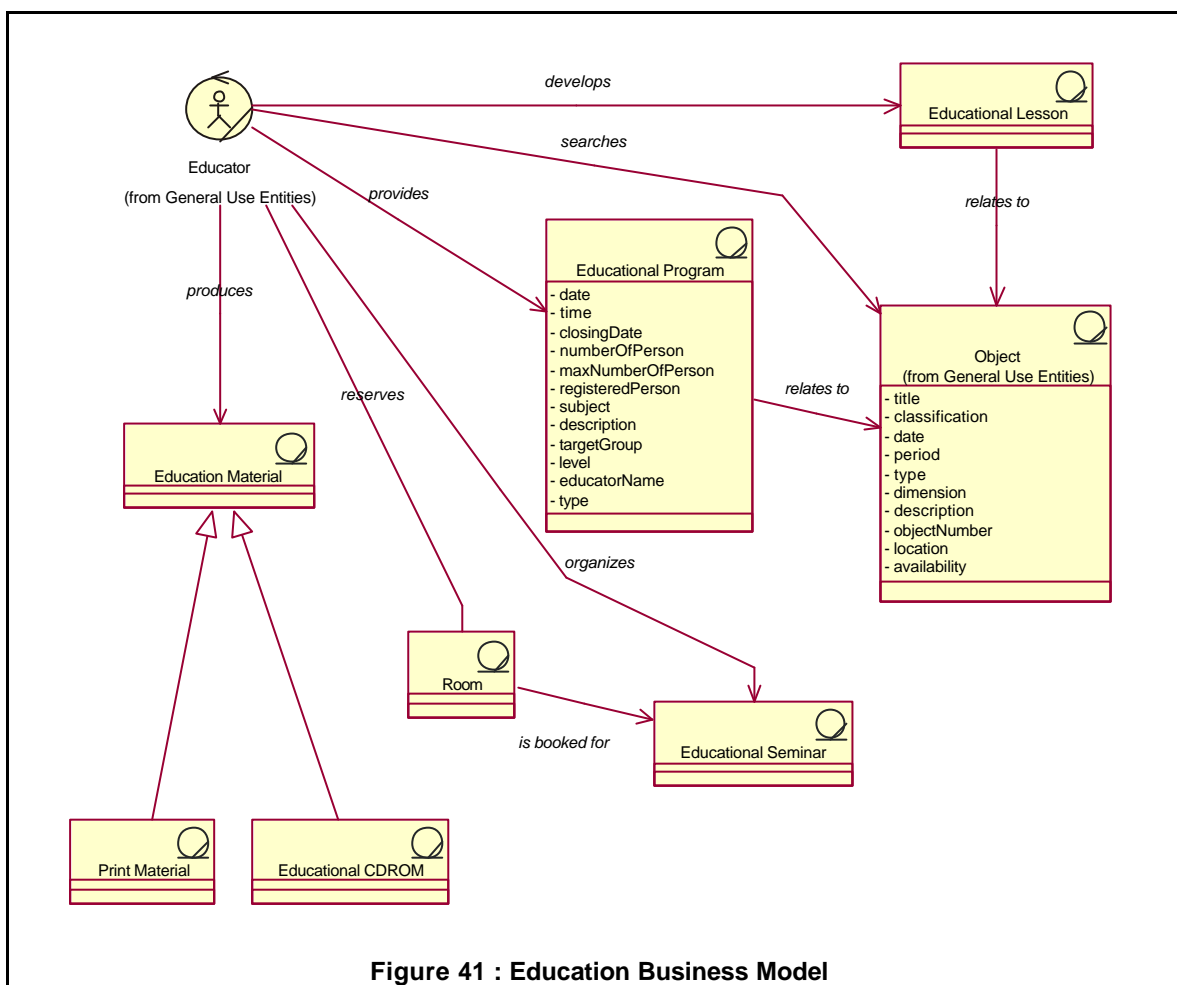 develops
Educational Lesson
searches
Educator
(from General Use Entities)
provides
relates to
Educational Program
- date
- time
- closingDate
- numberOfPerson
- maxNumberOfPerson
- registeredPerson
- subject
- description
- targetGroup
- level
- educatorName
- type
produces
reserves
relates to
Object
(from General Use Entities)
- title
- classification
- date
- period
- type
- dimension
- description
- objectNumber
- location
- availability
Education Material
organizes
Room
is booked for
Educational Seminar
Print Material
Educational CDROM
Figure 41 : Education Business Model